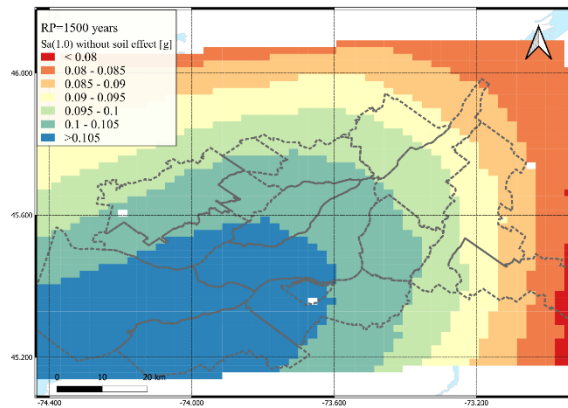 RP=1500 years
Sa(1.0) without soil effect [g]
< 0.08
0.08 - 0.085
0.085 - 0.09
0.09 - 0.095
0.095 - 0.1
0.1 - 0.105
>0.105
46.000
45.600
45.200
0 10 20 km
-74.400 -74.000 -73.600 -73.200